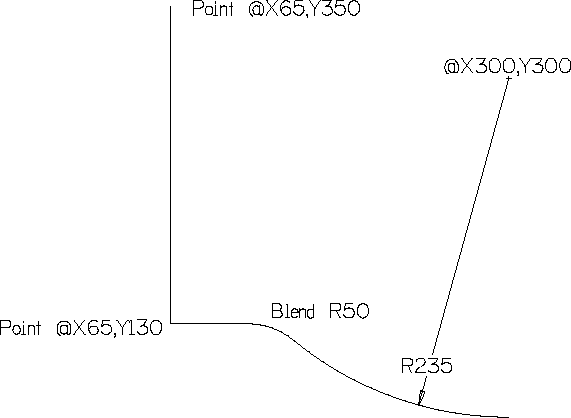 Point @X65,Y350
@X300,Y300
Blend R50
Point @X65,Y130
R235